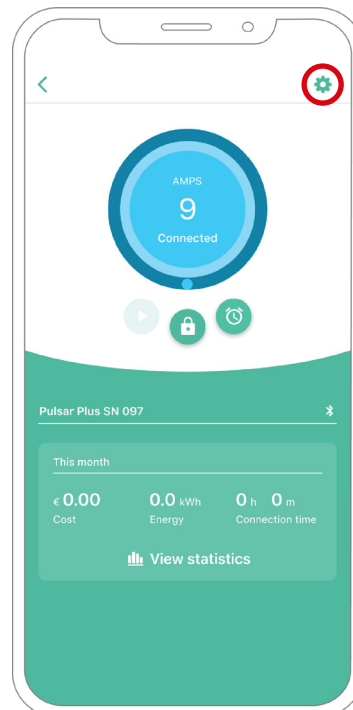 AMPS
9
Connected
Pulsar Plus SN 097
This month
€ 0.00 0.0 kWh 0 h 0 m
Cost Energy Connection time
View statistics